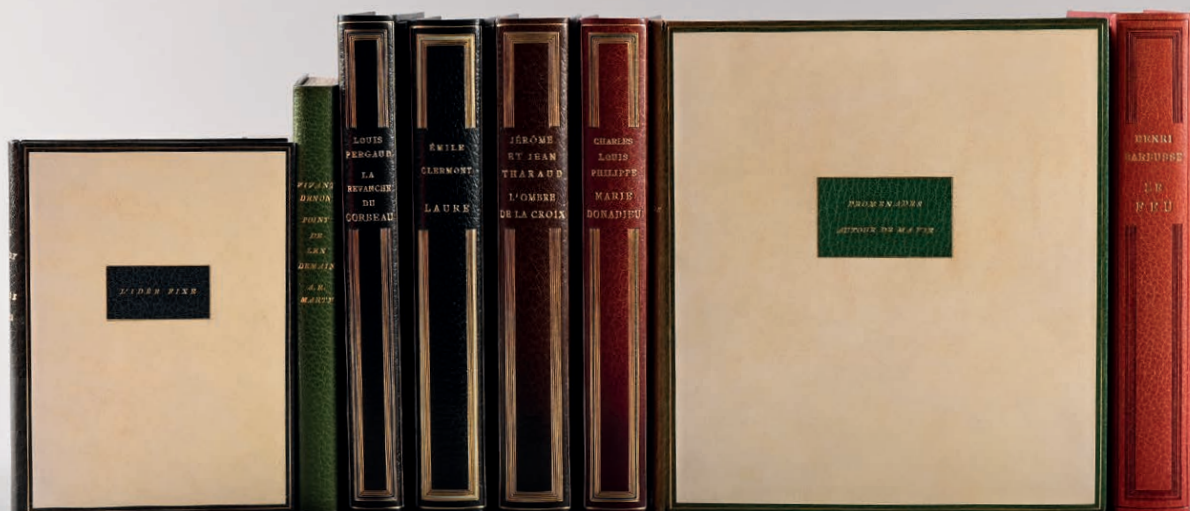 L'IDÉE FIXE
VIVANT
DENON
POINT
DE
LEN
DEMAIN
A.E.
MARTY
LOUIS
PERGAUD
LA
REVANCHE
DU
CORBEAU
ÉMILE
CLERMONT
LAURE
JÉRÔME
ET JEAN
THARAUD
L'OMBRE
DE LA CROIX
CHARLES
LOUIS
PHILIPPE
MARIE
DONADIEU
PROMENADES
AUTOUR DE MA VIE
HENRI
BARBUSSE
LE
FEU